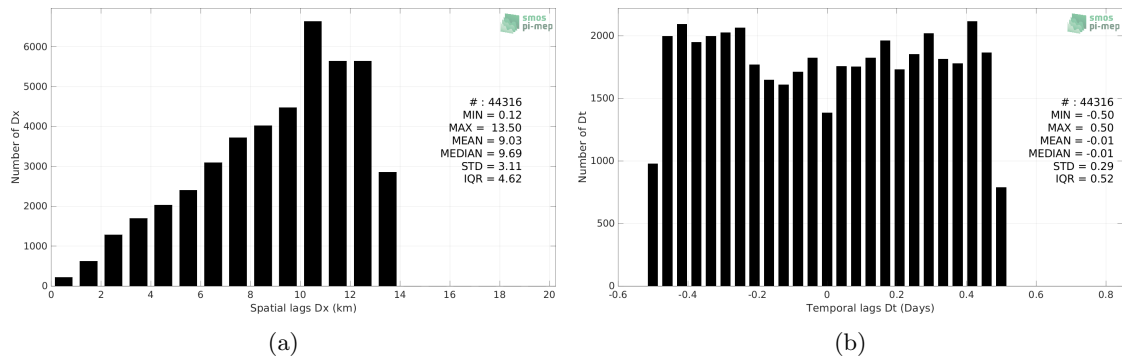 smos
pi-mep
Number of Dx
6000
5000
4000
3000
2000
1000
0
# : 44316
MIN = 0.12
MAX = 13.50
MEAN = 9.03
MEDIAN = 9.69
STD = 3.11
IQR = 4.62
0 2 4 6 8 10 12 14 16 18 20
Spatial lags Dx (km)
(a)
smos
pi-mep
Number of Dt
2000
1500
1000
500
0
# : 44316
MIN = -0.50
MAX = 0.50
MEAN = -0.01
MEDIAN = -0.01
STD = 0.29
IQR = 0.52
-0.6 -0.4 -0.2 0 0.2 0.4 0.6 0.8
Temporal lags Dt (Days)
(b)